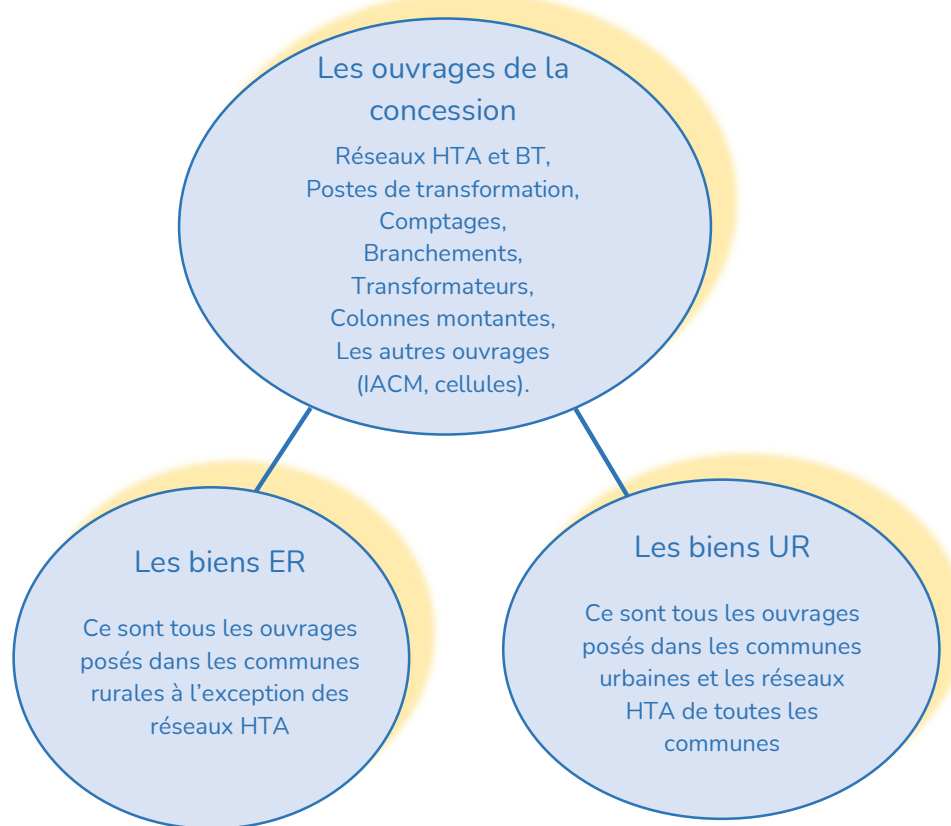 Les ouvrages de la
concession
Réseaux HTA et BT,
Postes de transformation,
Comptages,
Branchements,
Transformateurs,
Colonnes montantes,
Les autres ouvrages
(IACM, cellules).
Les biens ER
Ce sont tous les ouvrages
posés dans les communes
rurales à l’exception des
réseaux HTA
Les biens UR
Ce sont tous les ouvrages
posés dans les communes
urbaines et les réseaux
HTA de toutes les
communes